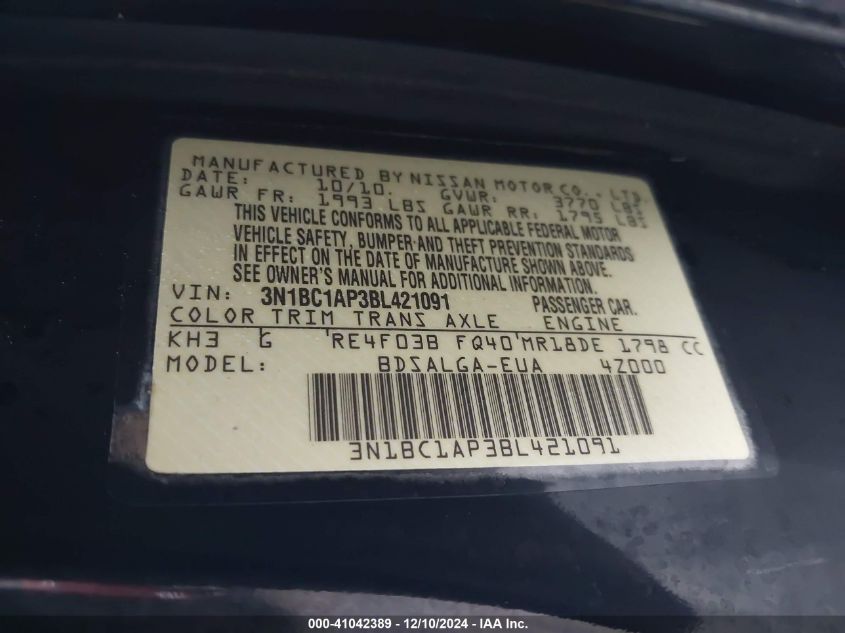 MANUFACTURED BY NISSAN MOTOR CO., LTD.
DATE: 10/10. GVWR: 3770 LBS
GAWR FR: 1993 LBS GAWR RR: 1795 LBS
THIS VEHICLE CONFORMS TO ALL APPLICABLE FEDERAL MOTOR
VEHICLE SAFETY, BUMPER AND THEFT PREVENTION STANDARDS
IN EFFECT ON THE DATE OF MANUFACTURE SHOWN ABOVE.
SEE OWNER'S MANUAL FOR ADDITIONAL INFORMATION.
VIN: 3N1BC1AP3BL421091 PASSENGER CAR.
COLOR TRIM TRANS AXLE ENGINE
KH3 G RE4F03B FQ40 MR18DE 1798 CC
MODEL: BDSALGA-EUA 4Z000
3N1BC1AP3BL421091
000-41042389 - 12/10/2024 - IAA Inc.